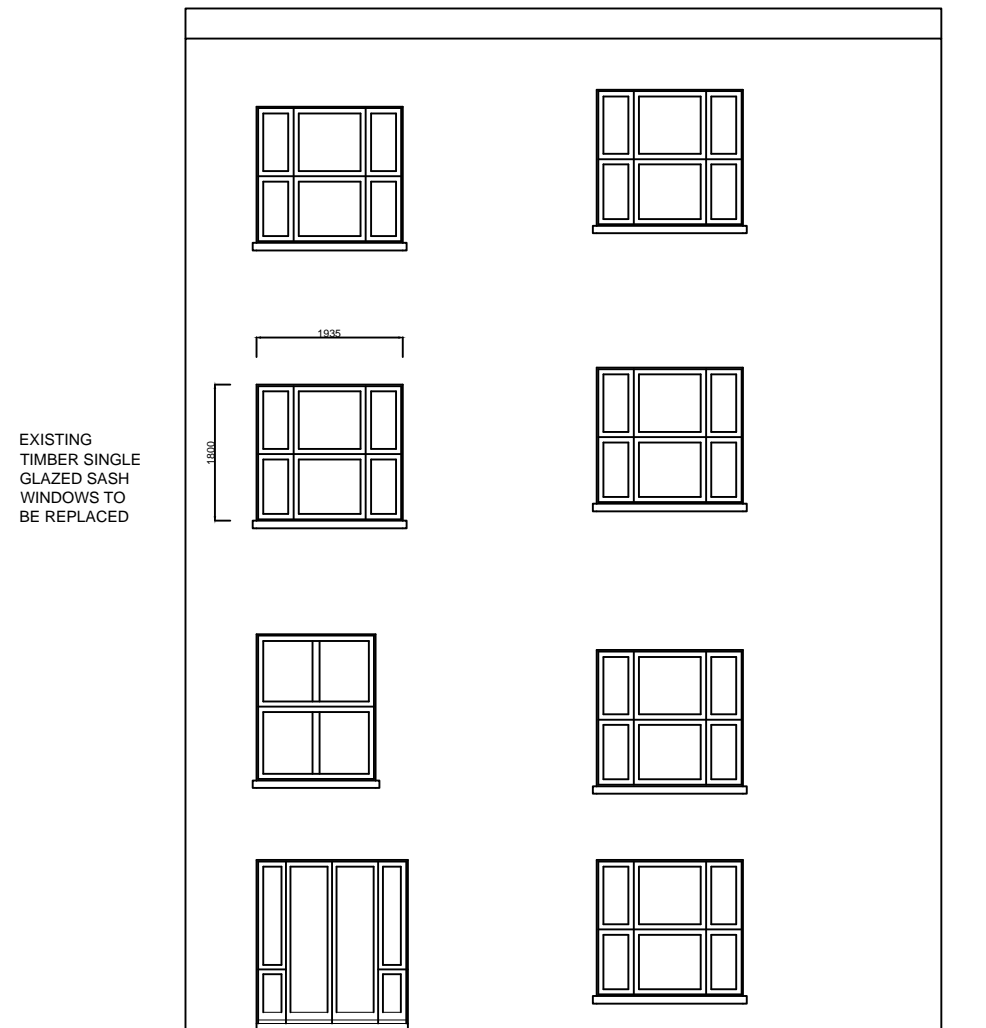 1935
1800
EXISTING
TIMBER SINGLE
GLAZED SASH
WINDOWS TO
BE REPLACED